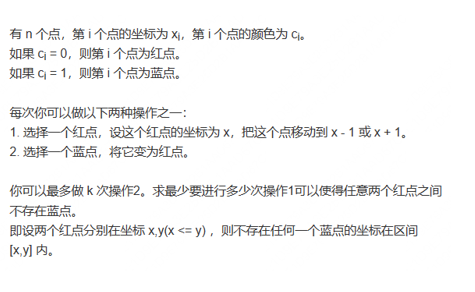 有 n 个点，第 i 个点的坐标为 xi，第 i 个点的颜色为 ci。
如果 ci = 0，则第 i 个点为红点。
如果 ci = 1，则第 i 个点为蓝点。
每次你可以做以下两种操作之一：
1. 选择一个红点，设这个红点的坐标为 x，把这个点移动到 x - 1 或 x + 1。
2. 选择一个蓝点，将它变为红点。
你可以最多做 k 次操作2。求最少要进行多少次操作1可以使得任意两个红点之间
不存在蓝点。
即设两个红点分别在坐标 x,y(x <= y) ，则不存在任何一个蓝点的坐标在区间
[x,y] 内。